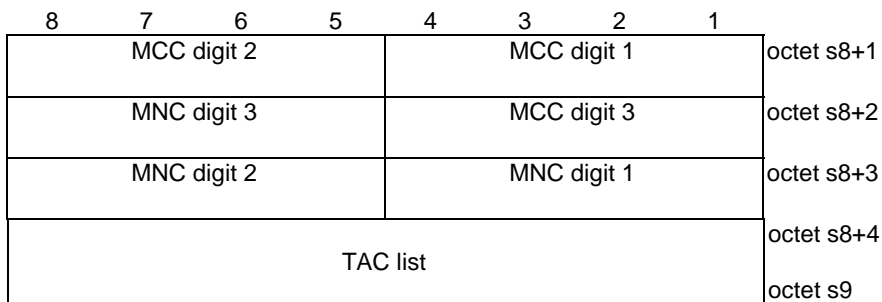 8 7 6 5 4 3 2 1
MCC digit 2 MCC digit 1 octet s8+1
MNC digit 3 MCC digit 3 octet s8+2
MNC digit 2 MNC digit 1 octet s8+3
octet s8+4
TAC list
octet s9